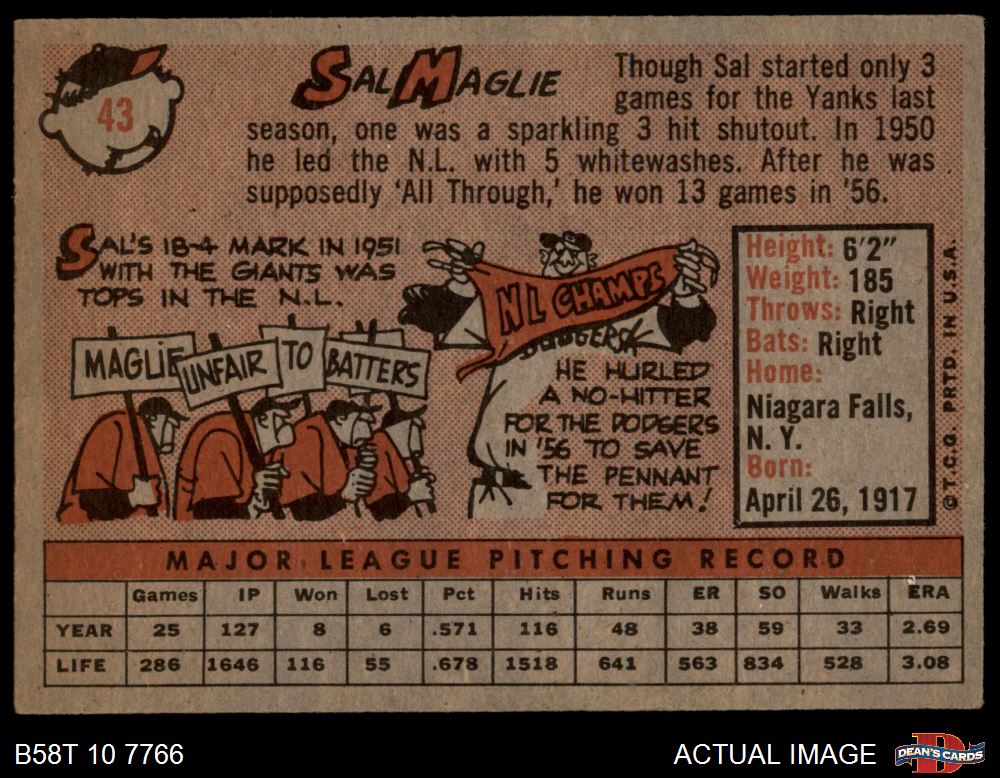 43
SAL MAGLIE
Though Sal started only 3
games for the Yanks last
season, one was a sparkling 3 hit shutout. In 1950
he led the N.L. with 5 whitewashes. After he was
supposedly ‘All Through,’ he won 13 games in ’56.
SAL'S 18-4 MARK IN 1951
WITH THE GIANTS WAS
TOPS IN THE N.L.
MAGLIE
UNFAIR
TO
BATTERS
N L CHAMPS
DODGERS
HE HURLED
A NO-HITTER
FOR THE DODGERS
IN '56 TO SAVE
THE PENNANT
FOR THEM!
Height: 6'2"
Weight: 185
Throws: Right
Bats: Right
Home:
Niagara Falls,
N. Y.
Born:
April 26, 1917
© T.C.G. PRTD. IN U.S.A.
MAJOR LEAGUE PITCHING RECORD
Games IP Won Lost Pct Hits Runs ER SO Walks ERA
YEAR 25 127 8 6 .571 116 48 38 59 33 2.69
LIFE 286 1646 116 55 .678 1518 641 563 834 528 3.08
B58T 10 7766
ACTUAL IMAGE
D
DEAN'S CARDS